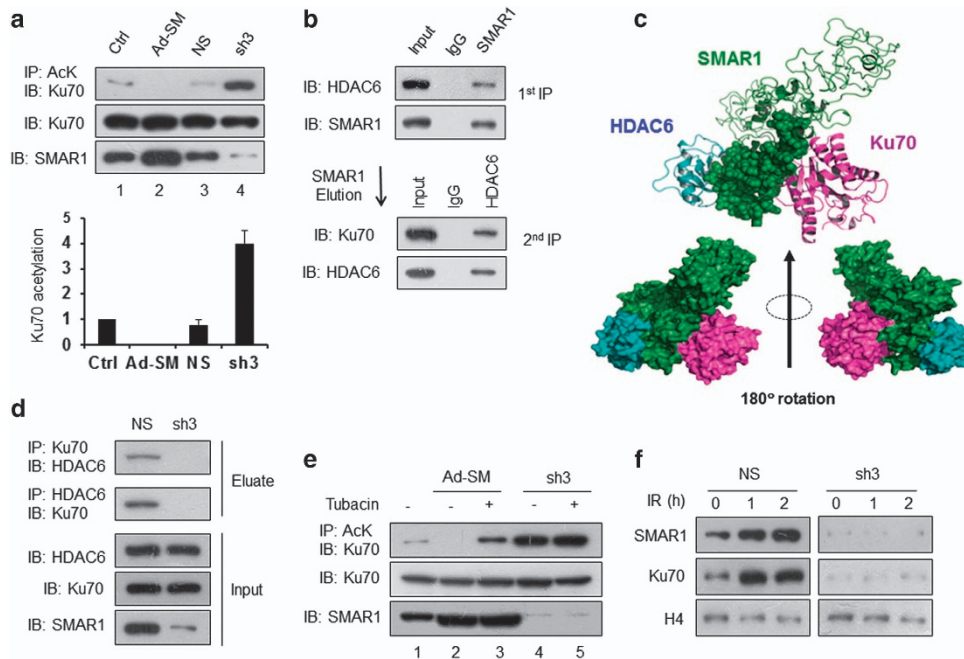 a
Ctrl Ad-SM NS sh3
IP: AcK
IB: Ku70
IB: Ku70
IB: SMAR1
1 2 3 4
Ku70 acetylation
5
4
3
2
1
0
Ctrl Ad-SM NS sh3
b
Input IgG SMAR1
IB: HDAC6
IB: SMAR1
1st IP
SMAR1
Elution
Input IgG HDAC6
IB: Ku70
IB: HDAC6
2nd IP
c
SMAR1
HDAC6
Ku70
180° rotation
d
NS sh3
IP: Ku70
IB: HDAC6
IP: HDAC6
IB: Ku70
Eluate
IB: HDAC6
IB: Ku70
IB: SMAR1
Input
e
Ad-SM sh3
Tubacin - - + - +
IP: AcK
IB: Ku70
IB: Ku70
IB: SMAR1
1 2 3 4 5
f
NS sh3
IR (h) 0 1 2 0 1 2
SMAR1
Ku70
H4